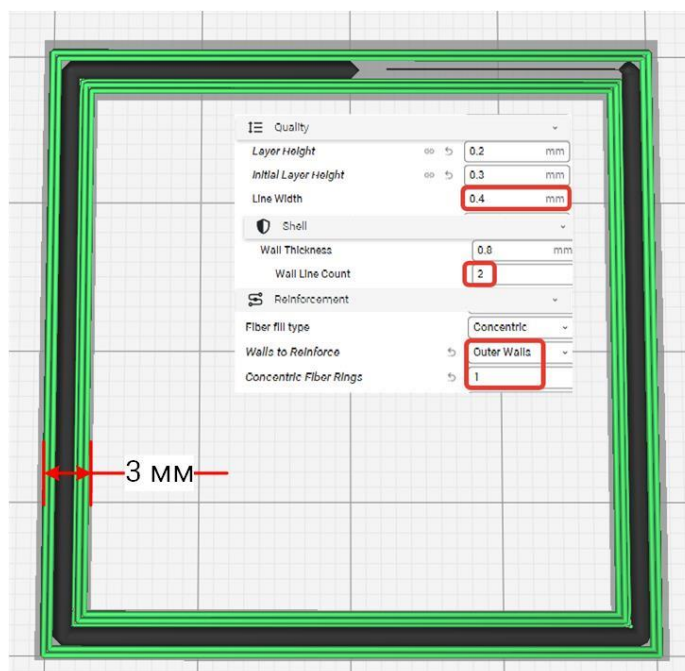 Quality
Layer Height 0.2 mm
Initial Layer Height 0.3 mm
Line Width 0.4 mm
Shell
Wall Thickness 0.8 mm
Wall Line Count 2
Reinforcement
Fiber fill type Concentric
Walls to Reinforce Outer Walls
Concentric Fiber Rings 1
3 мм